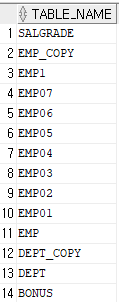 TABLE_NAME
1 SALGRADE
2 EMP_COPY
3 EMP1
4 EMP07
5 EMP06
6 EMP05
7 EMP04
8 EMP03
9 EMP02
10 EMP01
11 EMP
12 DEPT_COPY
13 DEPT
14 BONUS